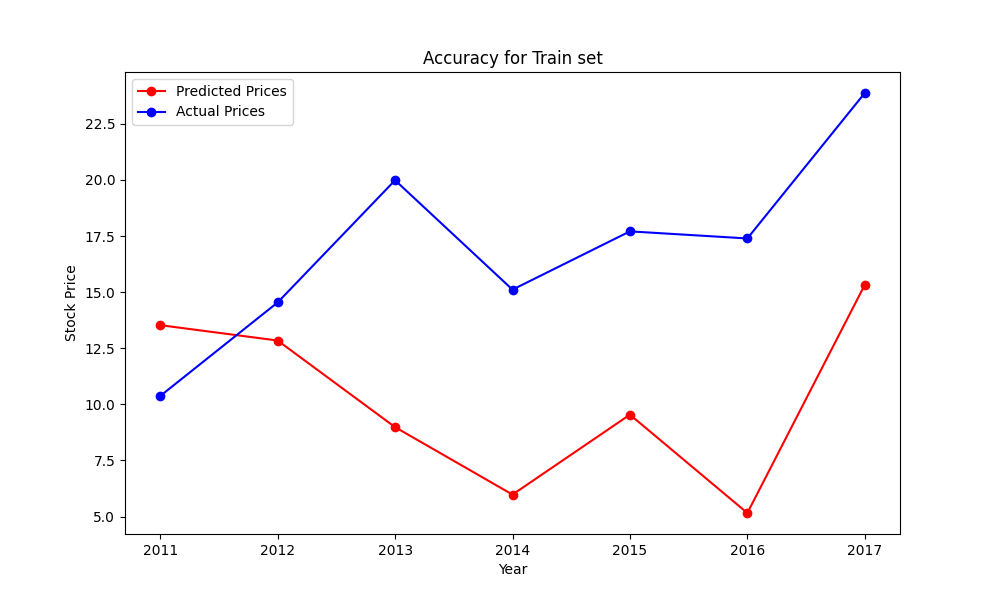 Accuracy for Train set
Predicted Prices
Actual Prices
22.5
20.0
17.5
15.0
12.5
10.0
7.5
5.0
Stock Price
2011 2012 2013 2014 2015 2016 2017
Year